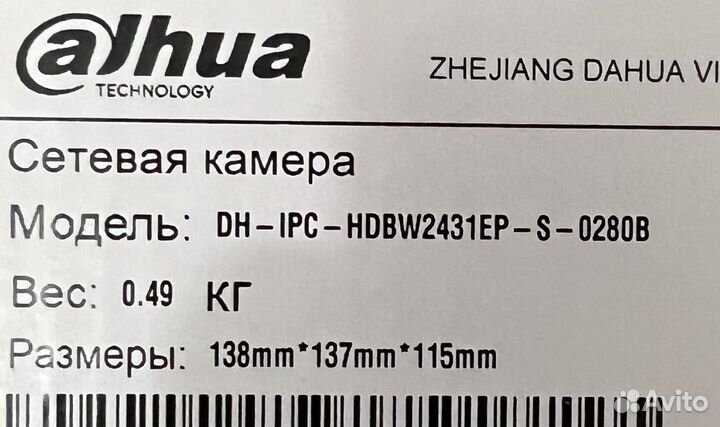 alhua
TECHNOLOGY
ZHEJIANG DAHUA VI
Сетевая камера
Модель: DH-IPC-HDBW2431EP-S-0280B
Вес: 0.49 КГ
Размеры: 138mm*137mm*115mm
Avito